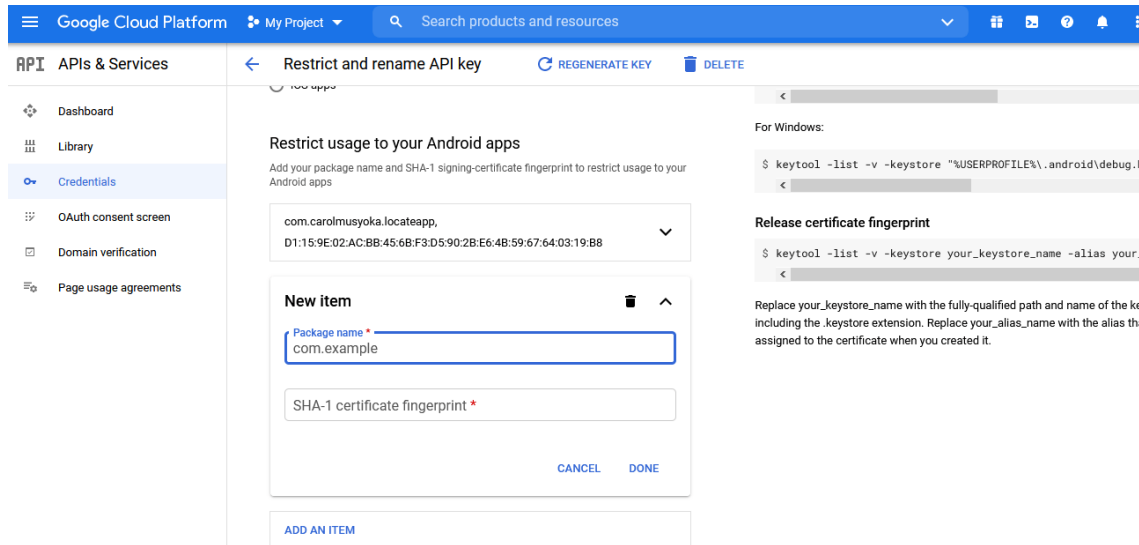 Google Cloud Platform
My Project
Search products and resources
API APIs & Services
Restrict and rename API key
REGENERATE KEY
DELETE
Dashboard
Library
Credentials
OAuth consent screen
Domain verification
Page usage agreements
Restrict usage to your Android apps
Add your package name and SHA-1 signing-certificate fingerprint to restrict usage to your
Android apps
com.carolmusyoka.locateapp,
D1:15:9E:02:AC:BB:45:6B:F3:D5:90:2B:E6:4B:59:67:64:03:19:B8
New item
Package name *
com.example
SHA-1 certificate fingerprint *
CANCEL
DONE
ADD AN ITEM
For Windows:
$ keytool -list -v -keystore "%USERPROFILE%\.android\debug.
Release certificate fingerprint
$ keytool -list -v -keystore your_keystore_name -alias your_
Replace your_keystore_name with the fully-qualified path and name of the
including the .keystore extension. Replace your_alias_name with the alias
assigned to the certificate when you created it.